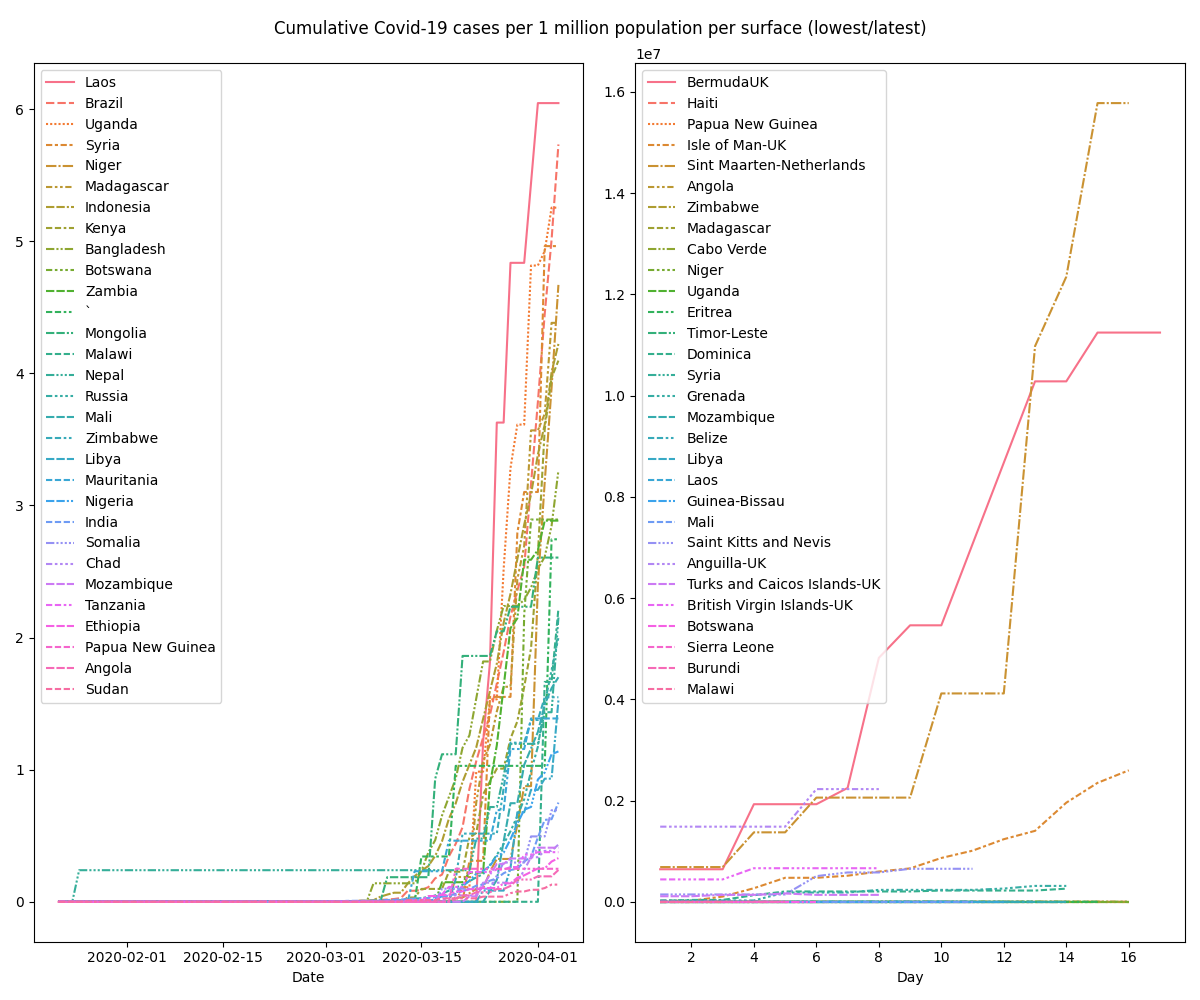 Cumulative Covid-19 cases per 1 million population per surface (lowest/latest)
Laos
Brazil
Uganda
Syria
Niger
Madagascar
Indonesia
Kenya
Bangladesh
Botswana
Zambia
`
Mongolia
Malawi
Nepal
Russia
Mali
Zimbabwe
Libya
Mauritania
Nigeria
India
Somalia
Chad
Mozambique
Tanzania
Ethiopia
Papua New Guinea
Angola
Sudan
6
5
4
3
2
1
0
2020-02-01 2020-02-15 2020-03-01 2020-03-15 2020-04-01
Date
1e7
BermudaUK
Haiti
Papua New Guinea
Isle of Man-UK
Sint Maarten-Netherlands
Angola
Zimbabwe
Madagascar
Cabo Verde
Niger
Uganda
Eritrea
Timor-Leste
Dominica
Syria
Grenada
Mozambique
Belize
Libya
Laos
Guinea-Bissau
Mali
Saint Kitts and Nevis
Anguilla-UK
Turks and Caicos Islands-UK
British Virgin Islands-UK
Botswana
Sierra Leone
Burundi
Malawi
1.6
1.4
1.2
1.0
0.8
0.6
0.4
0.2
0.0
2 4 6 8 10 12 14 16
Day